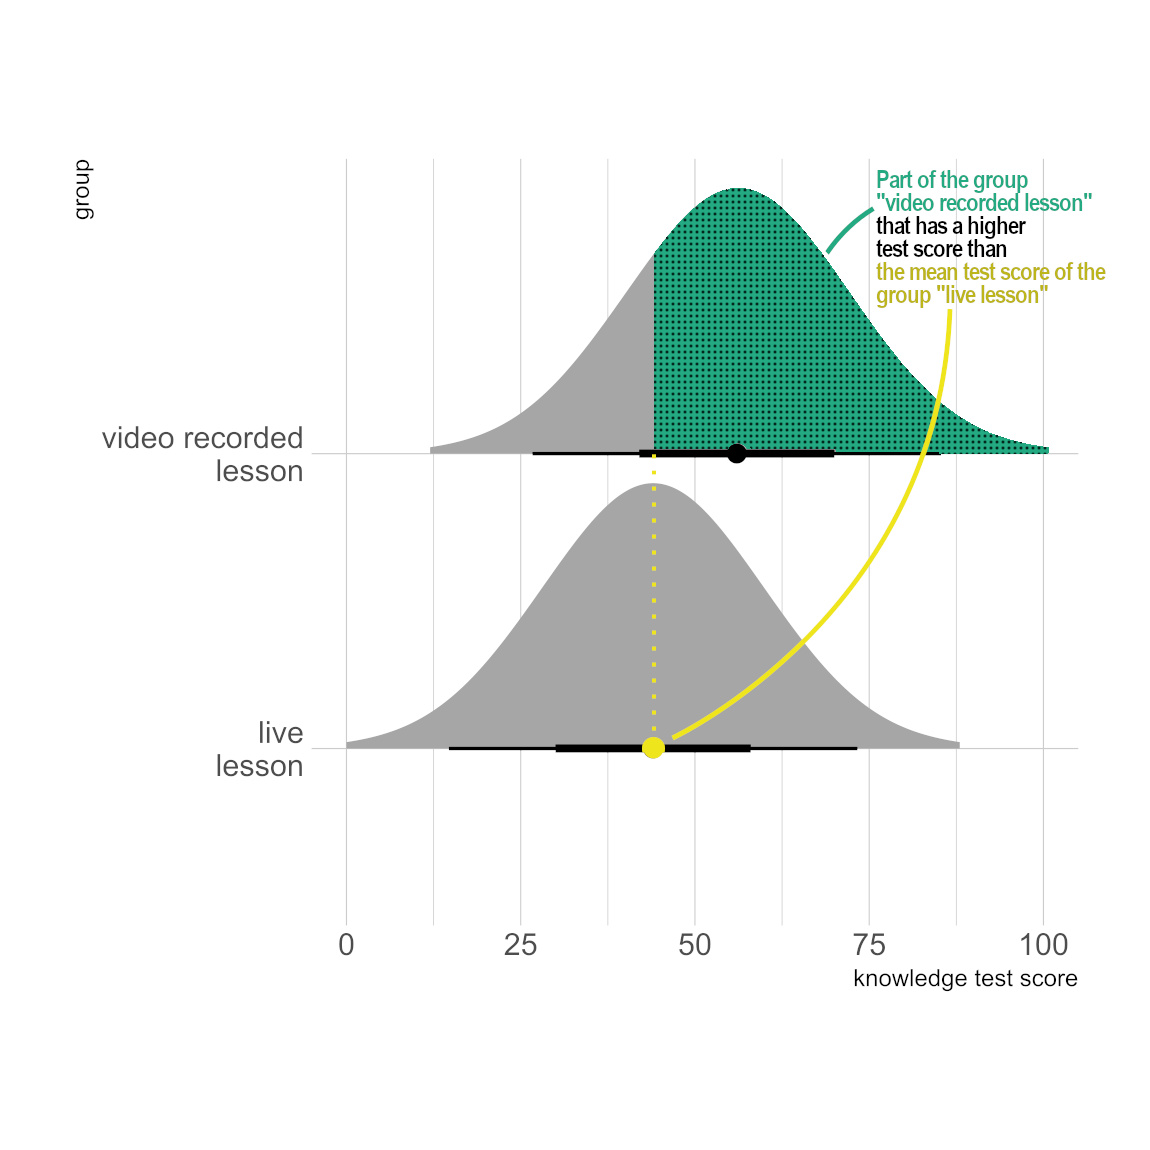 group
Part of the group
"video recorded lesson"
that has a higher
test score than
the mean test score of the
group "live lesson"
video recorded
lesson
live
lesson
0 25 50 75 100
knowledge test score